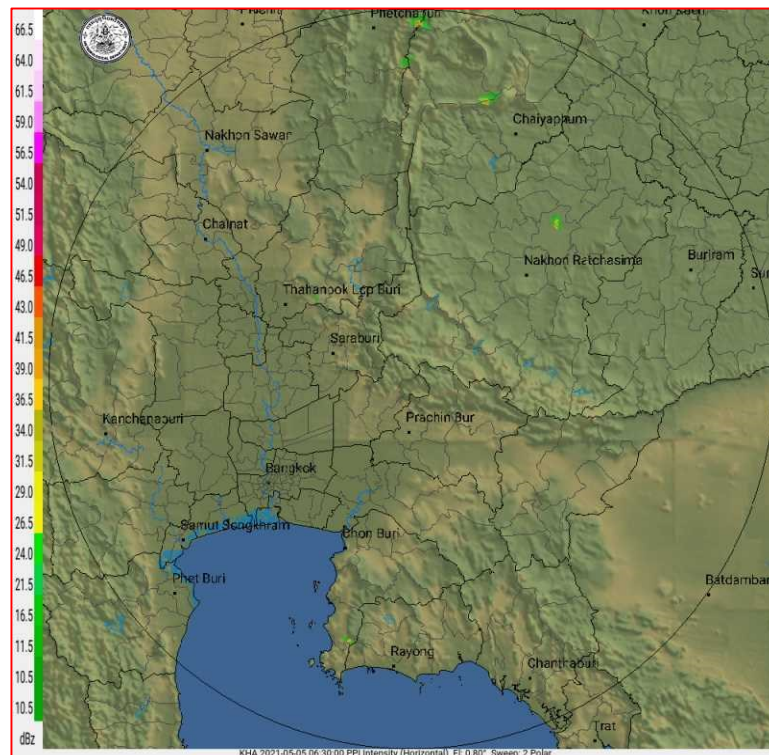 66.5
64.0
61.5
59.0
56.5
54.0
51.5
49.0
46.5
43.0
41.5
39.0
36.5
34.0
31.5
29.0
26.5
24.0
21.5
16.5
11.5
10.5
10.5
dBz
Nakhon Sawan
Chaiyaphum
Chainat
Nakhon Ratchasima
Buriram
Thahanbok Lop Buri
Saraburi
Kanchanaburi
Prachin Bur
Bangkok
Samut Songkhram
Chon Buri
Phet Buri
Batdamban
Rayong
Chanthaburi
Trat
KHA 2021-05-05 06:30:00 PPI Intensity (Horizontal), El: 0.80°, Sweep: 2 Polar